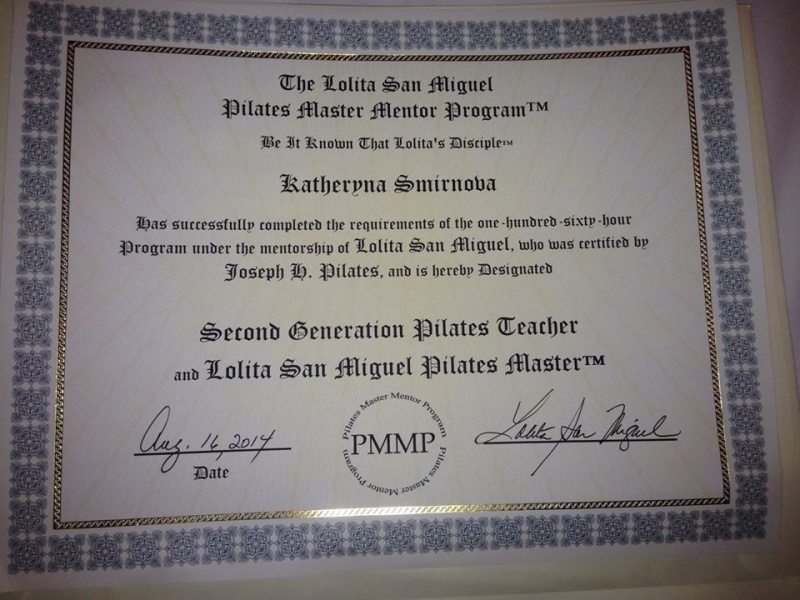 The Lolita San Miguel
Pilates Master Mentor Program™
Be It Known That Lolita's Disciple™
Katheryna Smirnova
Has successfully completed the requirements of the one-hundred-sixty-hour
Program under the mentorship of Lolita San Miguel, who was certified by
Joseph H. Pilates, and is hereby Designated
Second Generation Pilates Teacher
and Lolita San Miguel Pilates Master™
Aug. 16, 2014
Date
Pilates Master Mentor Program
PMMP
Pilates Master Mentor Program
Lolita San Miguel